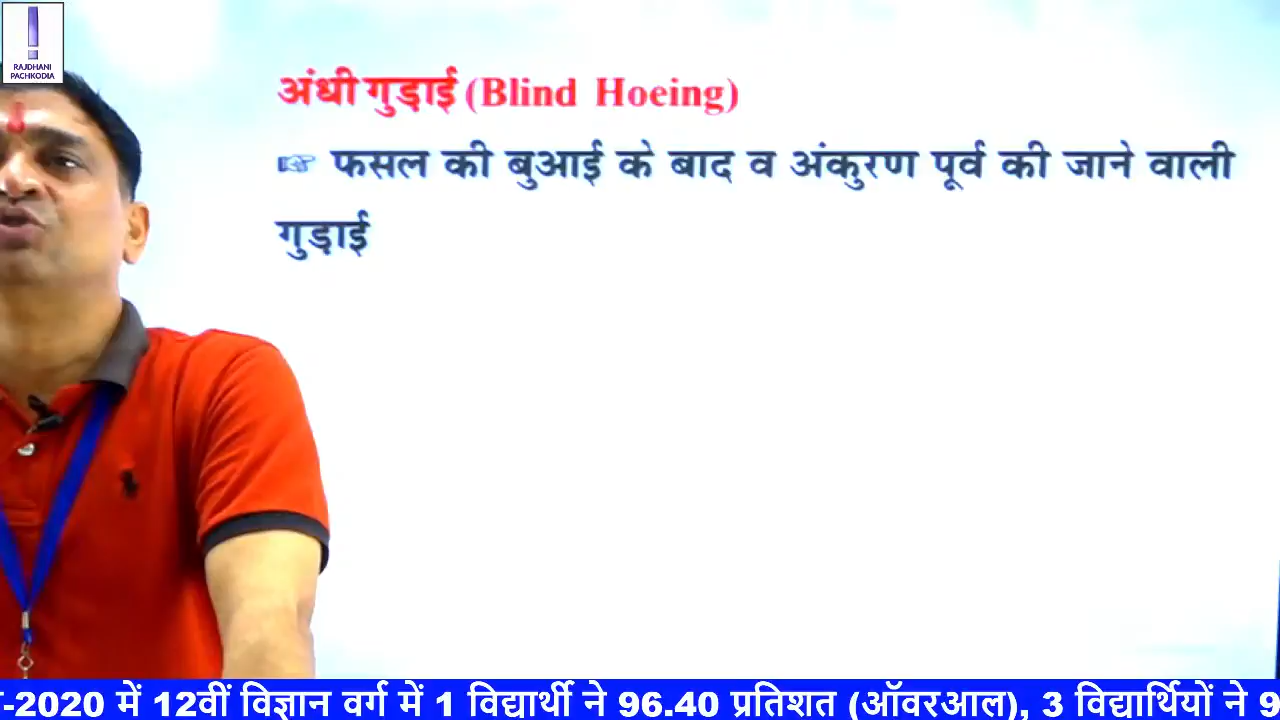 RAJDHANI
PACHKODIA
अंधी गुड़ाई (Blind Hoeing)
☞ फसल की बुआई के बाद व अंकुरण पूर्व की जाने वाली
गुड़ाई
-2020 में 12वीं विज्ञान वर्ग में 1 विद्यार्थी ने 96.40 प्रतिशत (ऑवरआल), 3 विद्यार्थियों ने 9